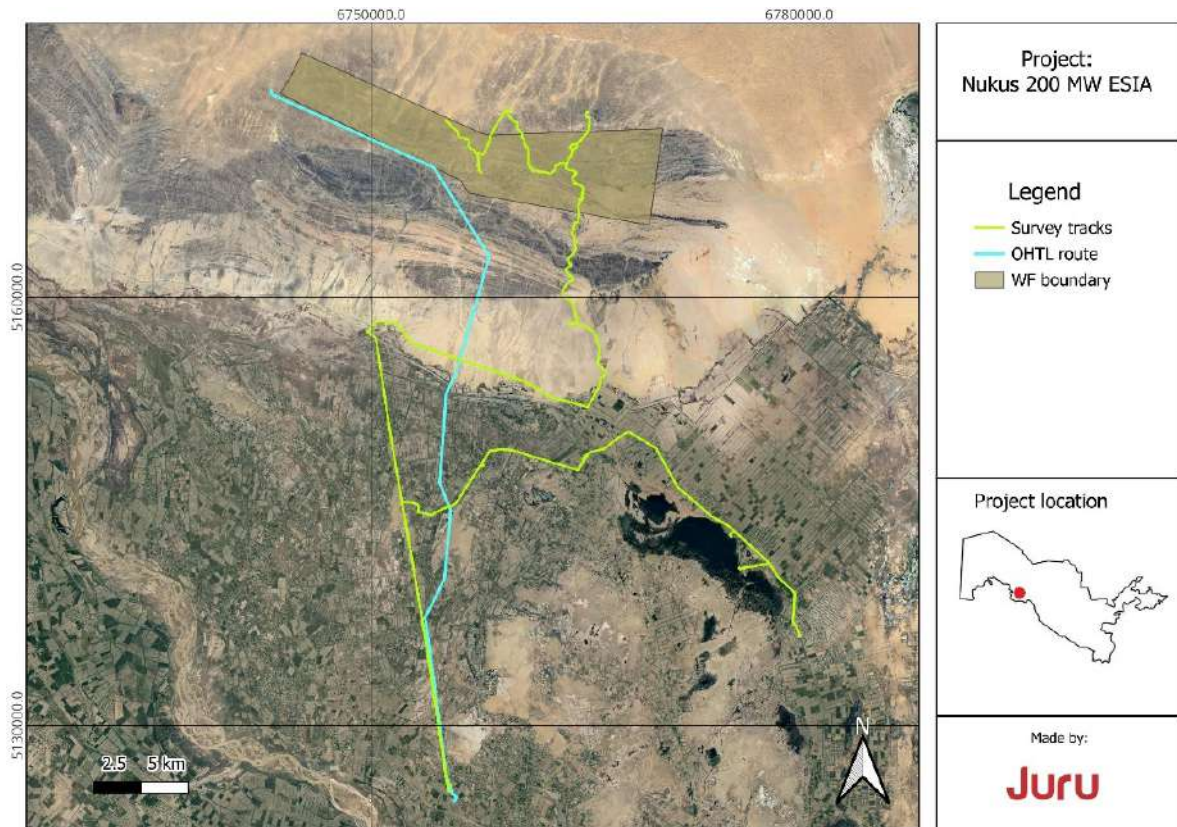 6750000.0
6780000.0
5160000.0
5130000.0
2.5 5 km
N
Project:
Nukus 200 MW ESIA
Legend
Survey tracks
OHTL route
WF boundary
Project location
Made by:
Juru